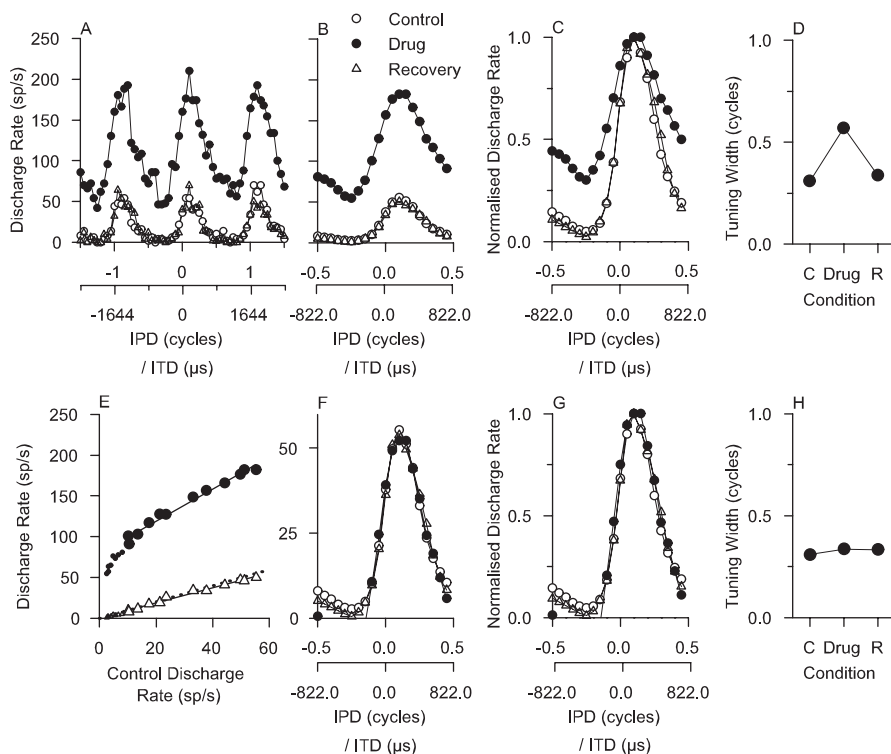 A
B
C
D
Control
Drug
Recovery
Discharge Rate (sp/s)
250
200
150
100
50
0
-1
0
1
-1644
0
1644
IPD (cycles)
/ ITD (µs)
-0.5
0.0
0.5
-822.0
0.0
822.0
IPD (cycles)
/ ITD (µs)
Normalised Discharge Rate
1.0
0.5
0.0
-0.5
0.0
0.5
-822.0
0.0
822.0
IPD (cycles)
/ ITD (µs)
Tuning Width (cycles)
1.0
0.5
0.0
C Drug R
Condition
E
F
G
H
Discharge Rate (sp/s)
250
200
150
100
50
0
0
20
40
60
Control Discharge
Rate (sp/s)
50
25
0
-0.5
0.0
0.5
-822.0
0.0
822.0
IPD (cycles)
/ ITD (µs)
Normalised Discharge Rate
1.0
0.5
0.0
-0.5
0.0
0.5
-822.0
0.0
822.0
IPD (cycles)
/ ITD (µs)
Tuning Width (cycles)
1.0
0.5
0.0
C Drug R
Condition